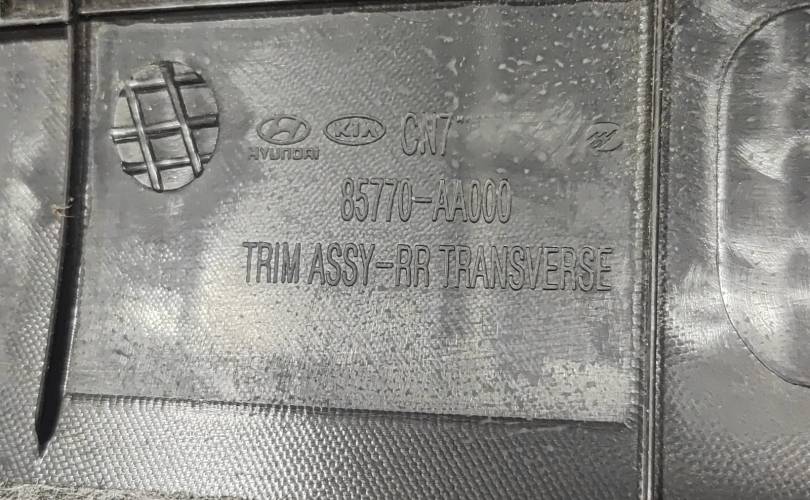 HYUNDAI KIA CN7
85770-AA000
TRIM ASSY-RR TRANSVERSE